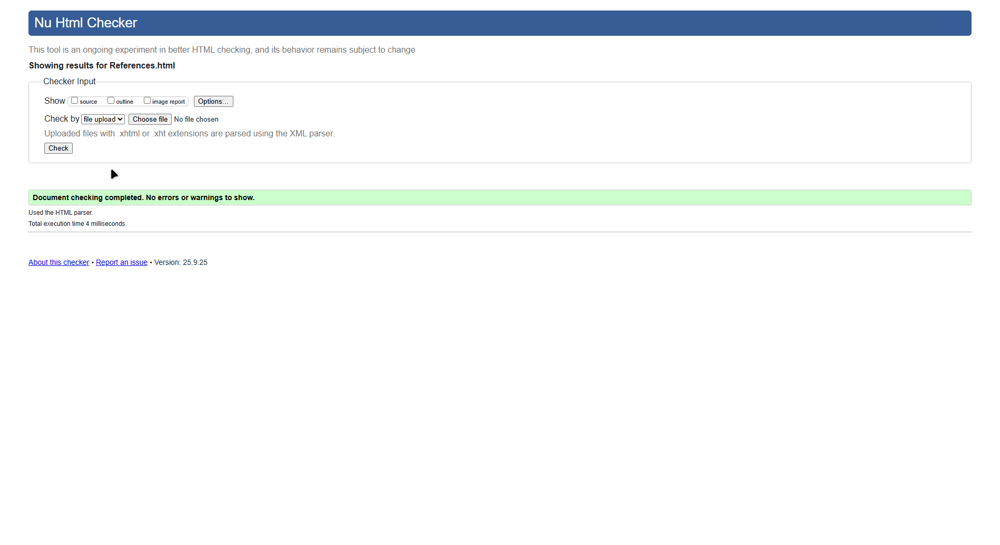 Nu Html Checker
This tool is an ongoing experiment in better HTML checking, and its behavior remains subject to change
Showing results for References.html
Checker Input
Show source outline image report Options...
Check by file upload Choose file No file chosen
Uploaded files with .xhtml or .xht extensions are parsed using the XML parser.
Check
Document checking completed. No errors or warnings to show.
Used the HTML parser.
Total execution time 4 milliseconds.
About this checker • Report an issue • Version: 25.9.25